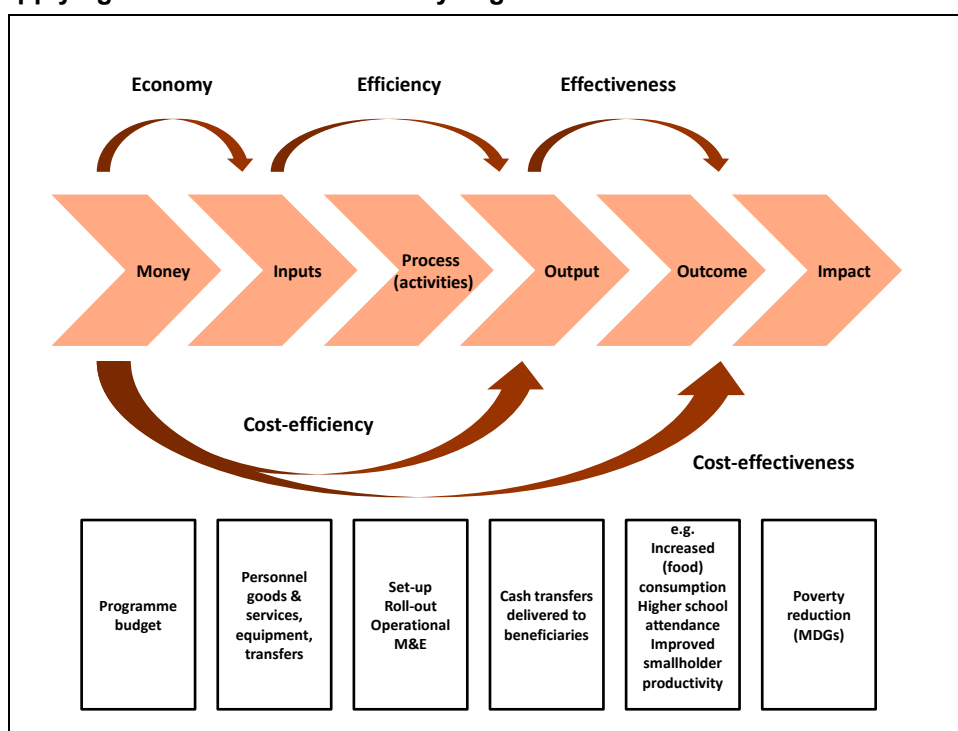 Economy
Efficiency
Effectiveness
Money
Inputs
Process
(activities)
Output
Outcome
Impact
Cost-efficiency
Cost-effectiveness
Programme
budget
Personnel
goods &
services,
equipment,
transfers
Set-up
Roll-out
Operational
M&E
Cash transfers
delivered to
beneficiaries
e.g.
Increased
(food)
consumption
Higher school
attendance
Improved
smallholder
productivity
Poverty
reduction
(MDGs)